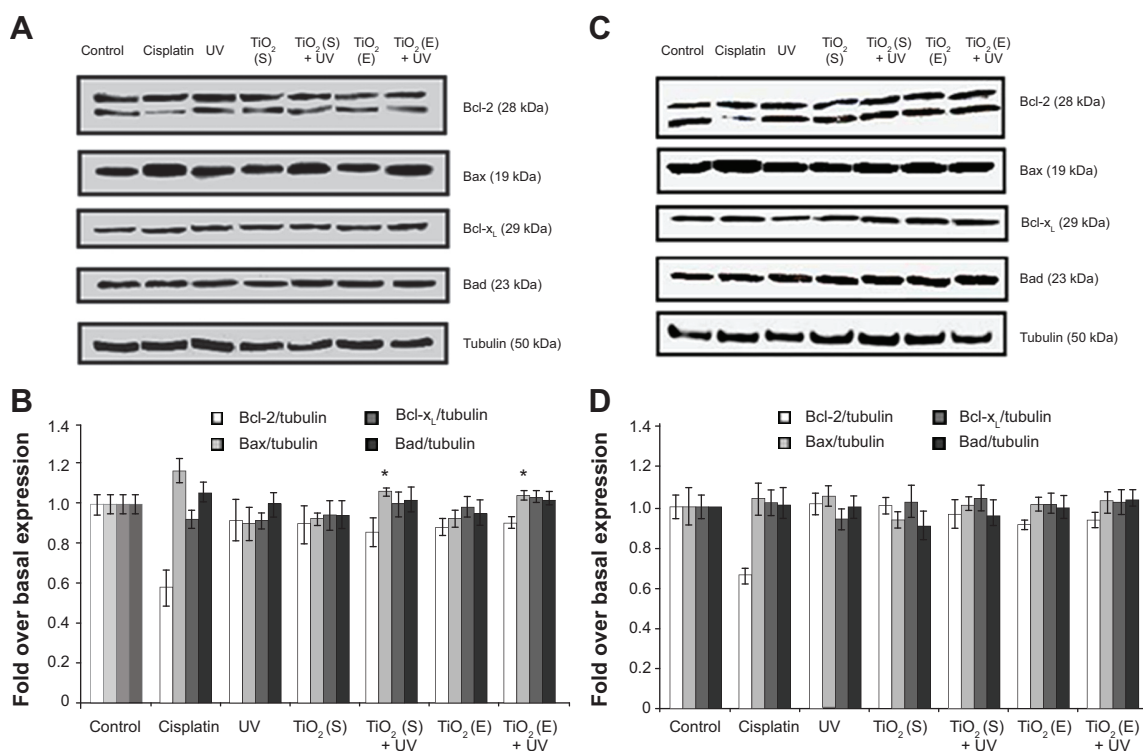 A
Control Cisplatin UV TiO2 (S) TiO2 (S) + UV TiO2 (E) TiO2 (E) + UV
Bcl-2 (28 kDa)
Bax (19 kDa)
Bcl-xL (29 kDa)
Bad (23 kDa)
Tubulin (50 kDa)
C
Control Cisplatin UV TiO2 (S) TiO2 (S) + UV TiO2 (E) TiO2 (E) + UV
Bcl-2 (28 kDa)
Bax (19 kDa)
Bcl-xL (29 kDa)
Bad (23 kDa)
Tubulin (50 kDa)
B
Bcl-2/tubulin Bcl-xL/tubulin
Bax/tubulin Bad/tubulin
Fold over basal expression
1.4
1.2
1.0
0.8
0.6
0.4
0.2
0
* *
Control Cisplatin UV TiO2 (S) TiO2 (S) + UV TiO2 (E) TiO2 (E) + UV
D
Bcl-2/tubulin Bcl-xL/tubulin
Bax/tubulin Bad/tubulin
Fold over basal expression
1.4
1.2
1.0
0.8
0.6
0.4
0.2
0
Control Cisplatin UV TiO2 (S) TiO2 (S) + UV TiO2 (E) TiO2 (E) + UV